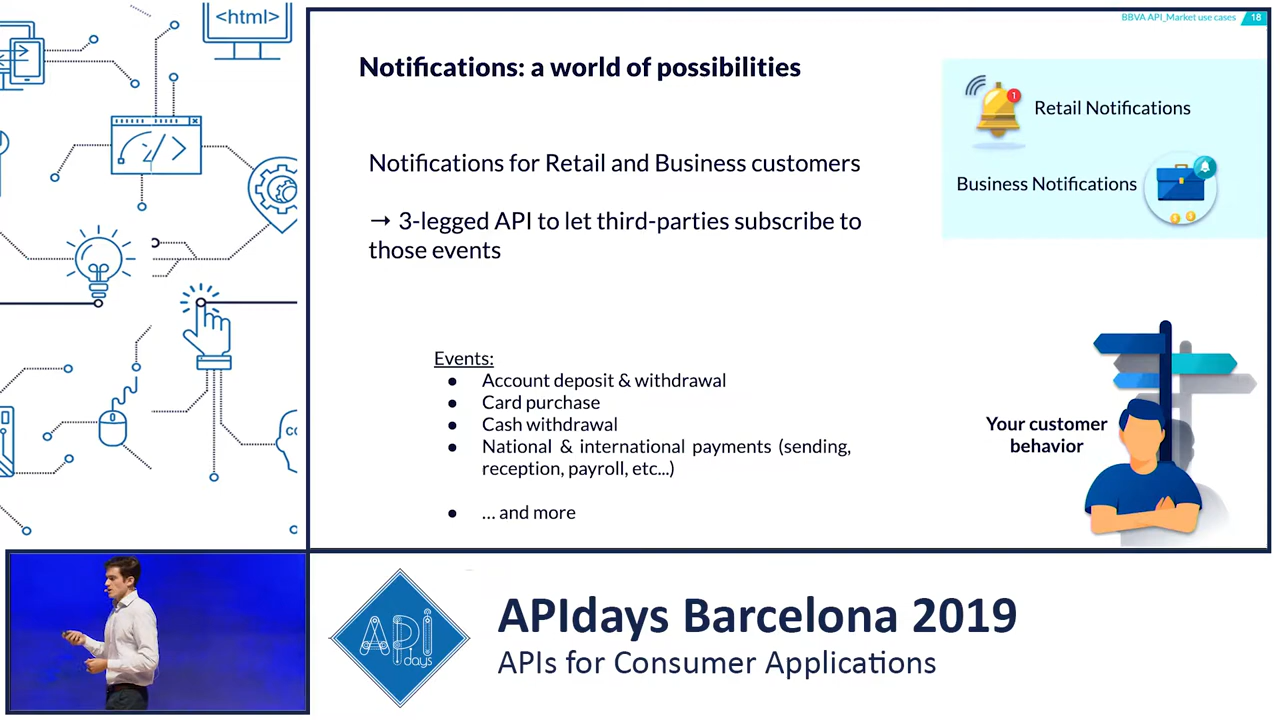 <html>
BBVA API_Market use cases 18
Notifications: a world of possibilities
1
Retail Notifications
Business Notifications
Notifications for Retail and Business customers
→ 3-legged API to let third-parties subscribe to
those events
Events:
● Account deposit & withdrawal
● Card purchase
● Cash withdrawal
● National & international payments (sending,
reception, payroll, etc...)
● ... and more
Your customer
behavior
API
days
APIdays Barcelona 2019
APIs for Consumer Applications